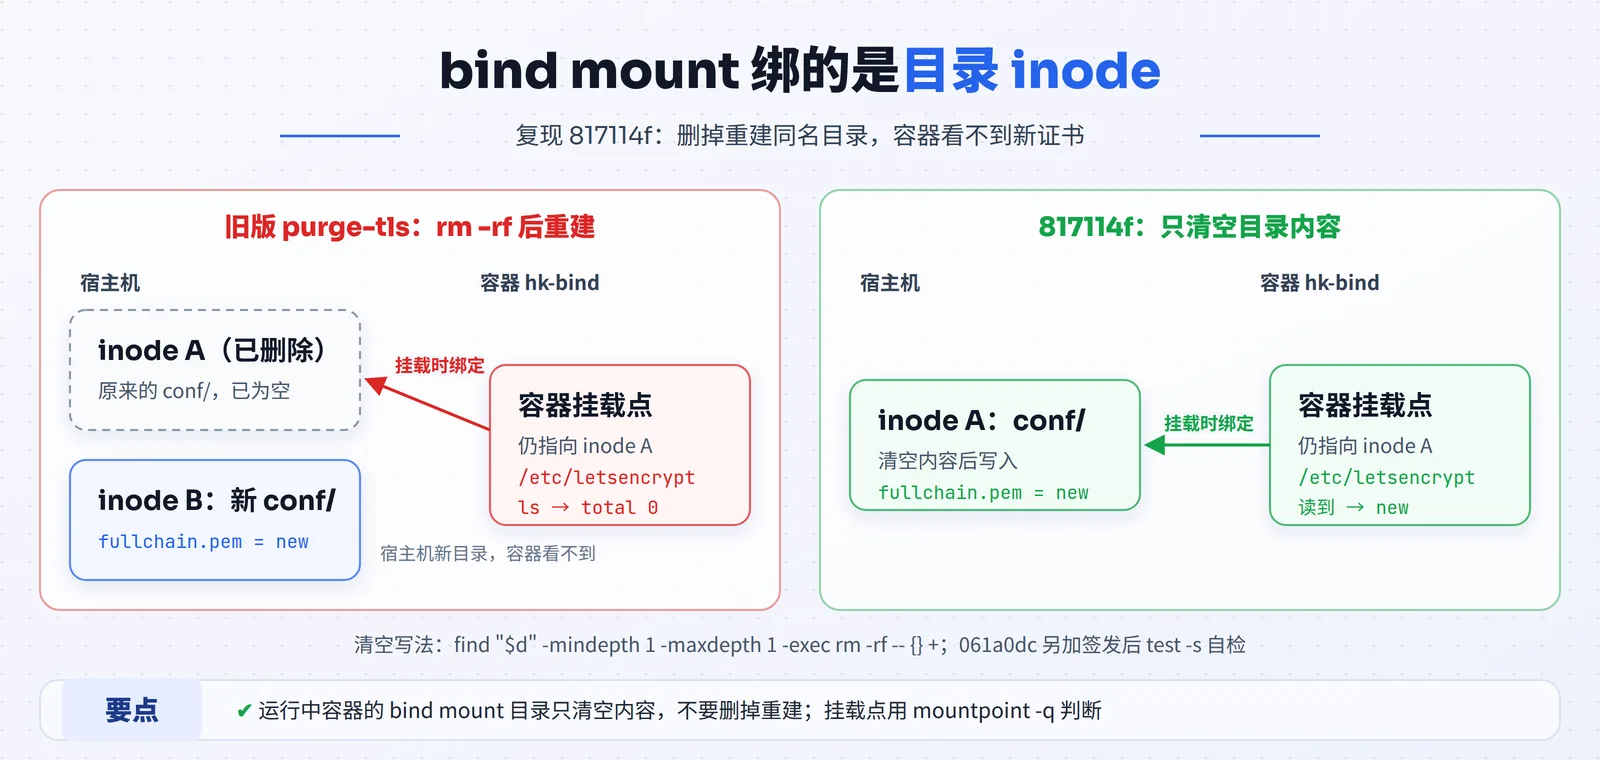 bind mount 绑的是目录 inode
复现 817114f：删掉重建同名目录，容器看不到新证书
旧版 purge-tls：rm -rf 后重建
宿主机
容器 hk-bind
inode A（已删除）
原来的 conf/，已为空
挂载时绑定
容器挂载点
仍指向 inode A
/etc/letsencrypt
ls → total 0
inode B：新 conf/
fullchain.pem = new
宿主机新目录，容器看不到
817114f：只清空目录内容
宿主机
容器 hk-bind
inode A：conf/
清空内容后写入
fullchain.pem = new
挂载时绑定
容器挂载点
仍指向 inode A
/etc/letsencrypt
读到 → new
清空写法：find "$d" -mindepth 1 -maxdepth 1 -exec rm -rf -- {} +；061a0dc 另加签发后 test -s 自检
要点
✔ 运行中容器的 bind mount 目录只清空内容，不要删掉重建；挂载点用 mountpoint -q 判断